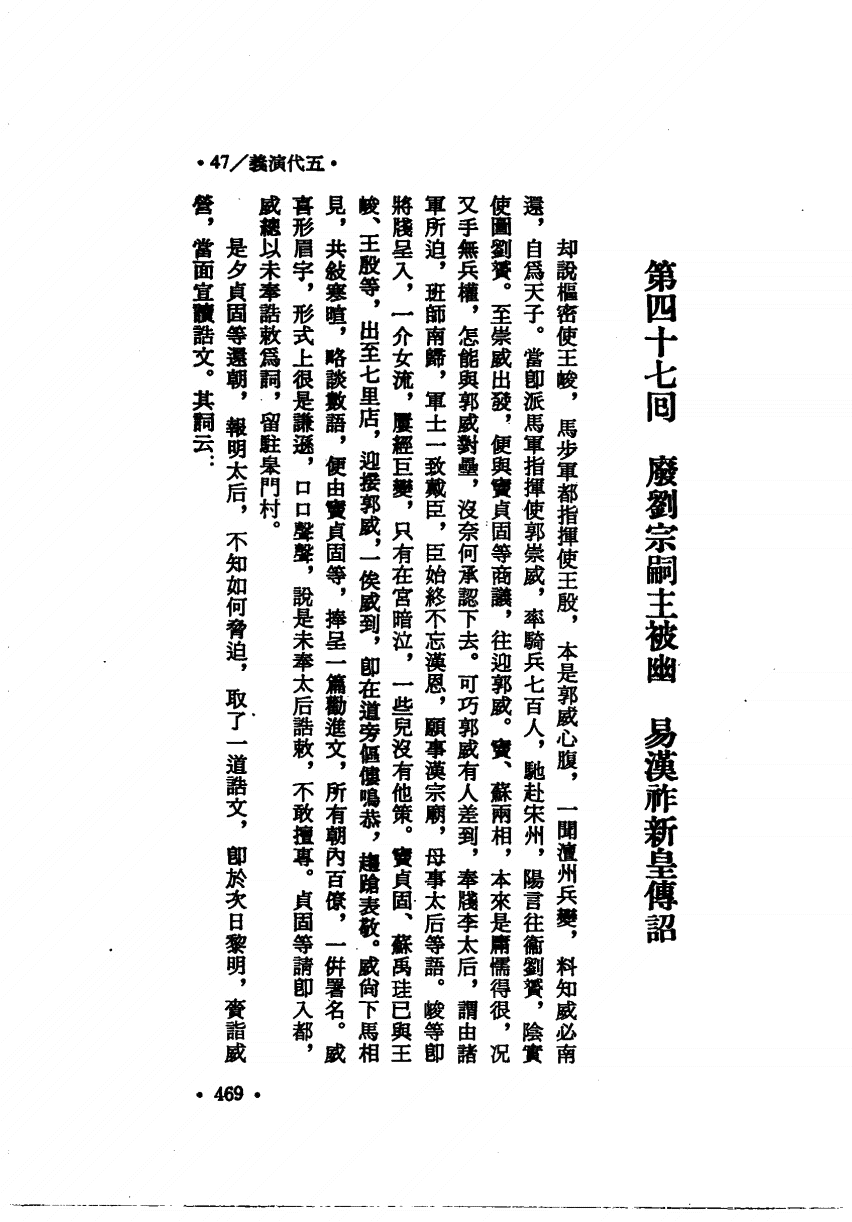 •47／義演代五•
第四十七回　廢劉宗嗣主被幽　易漢祚新皇傳詔
却說樞密使王峻，馬步軍都指揮使王殷，本是郭威心腹，一聞澶州兵變，料知威必南
還，自爲天子。當卽派馬軍指揮使郭崇威，率騎兵七百人，馳赴宋州，陽言往衞劉贇，陰實
使圖劉贇。至崇威出發，便與竇貞固等商議，往迎郭威。竇、蘇兩相，本來是庸懦得很，况
又手無兵權，怎能與郭威對壘，沒奈何承認下去。可巧郭威有人差到，奉牋李太后，謂由諸
軍所迫，班師南歸，軍士一致戴臣，臣始終不忘漢恩，願事漢宗廟，母事太后等語。峻等卽
將牋呈入，一介女流，屢經巨變，只有在宮暗泣，一些兒沒有他策。竇貞固、蘇禹珪已與王
峻、王殷等，出至七里店，迎接郭威，一俟威到，卽在道旁傴僂鳴恭，趨蹌表敬。威尙下馬相
見，共敍寒暄，略談數語，便由竇貞固等，捧呈一篇勸進文，所有朝內百僚，一併署名。威
喜形眉宇，形式上很是謙遜，口口聲聲，說是未奉太后誥敕，不敢擅專。貞固等請卽入都，
威總以未奉誥敕爲詞，留駐臯門村。
是夕貞固等還朝，報明太后，不知如何脅迫，取了一道誥文，卽於次日黎明，齎詣威
營，當面宣讀誥文。其詞云：
•469•